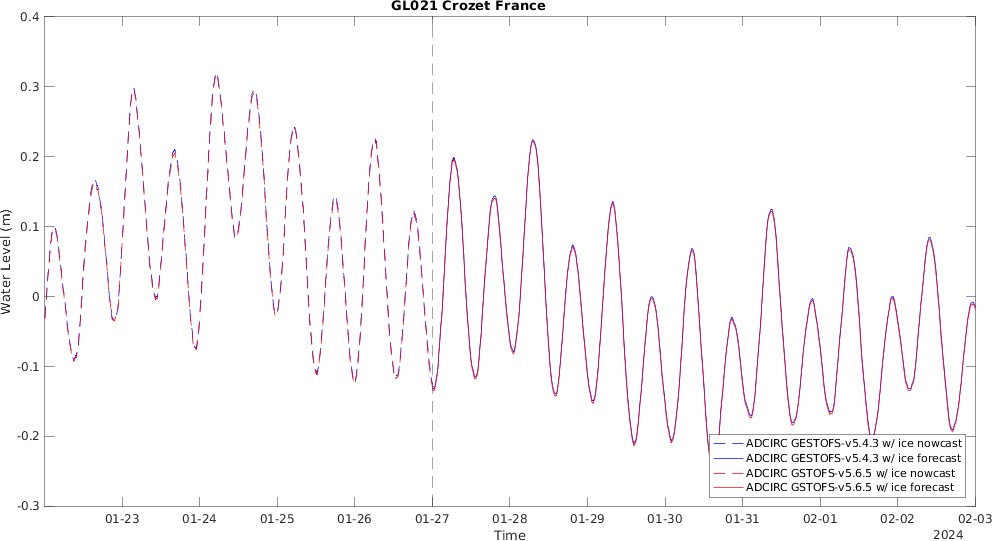 GL021 Crozet France
Water Level (m)
0.4
0.3
0.2
0.1
0
-0.1
-0.2
-0.3
ADCIRC GESTOFS-v5.4.3 w/ ice nowcast
ADCIRC GESTOFS-v5.4.3 w/ ice forecast
ADCIRC GSTOFS-v5.6.5 w/ ice nowcast
ADCIRC GSTOFS-v5.6.5 w/ ice forecast
01-23 01-24 01-25 01-26 01-27 01-28 01-29 01-30 01-31 02-01 02-02 02-03
Time
2024